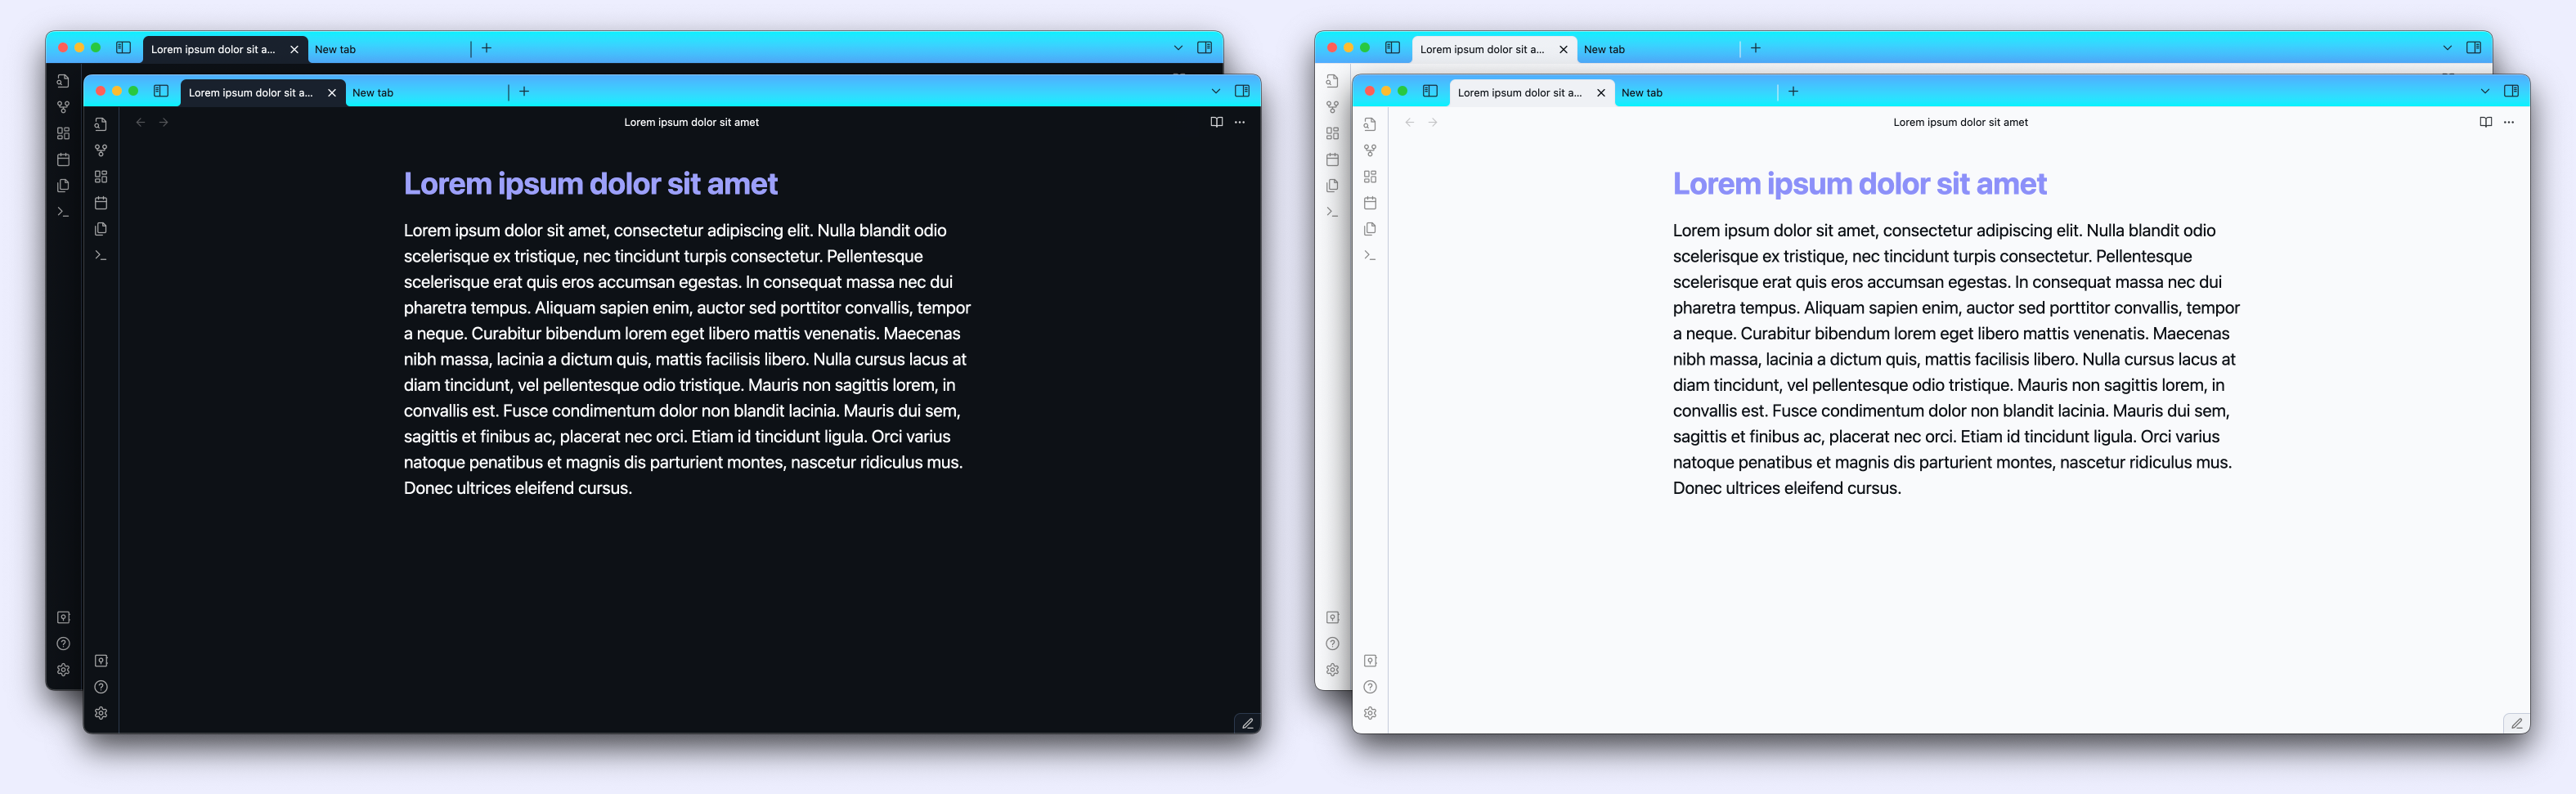 Lorem ipsum dolor sit a...
New tab
Lorem ipsum dolor sit a...
New tab
Lorem ipsum dolor sit amet
Lorem ipsum dolor sit amet
Lorem ipsum dolor sit amet, consectetur adipiscing elit. Nulla blandit odio
scelerisque ex tristique, nec tincidunt turpis consectetur. Pellentesque
scelerisque erat quis eros accumsan egestas. In consequat massa nec dui
pharetra tempus. Aliquam sapien enim, auctor sed porttitor convallis, tempor
a neque. Curabitur bibendum lorem eget libero mattis venenatis. Maecenas
nibh massa, lacinia a dictum quis, mattis facilisis libero. Nulla cursus lacus at
diam tincidunt, vel pellentesque odio tristique. Mauris non sagittis lorem, in
convallis est. Fusce condimentum dolor non blandit lacinia. Mauris dui sem,
sagittis et finibus ac, placerat nec orci. Etiam id tincidunt ligula. Orci varius
natoque penatibus et magnis dis parturient montes, nascetur ridiculus mus.
Donec ultrices eleifend cursus.
Lorem ipsum dolor sit a...
New tab
Lorem ipsum dolor sit a...
New tab
Lorem ipsum dolor sit amet
Lorem ipsum dolor sit amet
Lorem ipsum dolor sit amet, consectetur adipiscing elit. Nulla blandit odio
scelerisque ex tristique, nec tincidunt turpis consectetur. Pellentesque
scelerisque erat quis eros accumsan egestas. In consequat massa nec dui
pharetra tempus. Aliquam sapien enim, auctor sed porttitor convallis, tempor
a neque. Curabitur bibendum lorem eget libero mattis venenatis. Maecenas
nibh massa, lacinia a dictum quis, mattis facilisis libero. Nulla cursus lacus at
diam tincidunt, vel pellentesque odio tristique. Mauris non sagittis lorem, in
convallis est. Fusce condimentum dolor non blandit lacinia. Mauris dui sem,
sagittis et finibus ac, placerat nec orci. Etiam id tincidunt ligula. Orci varius
natoque penatibus et magnis dis parturient montes, nascetur ridiculus mus.
Donec ultrices eleifend cursus.